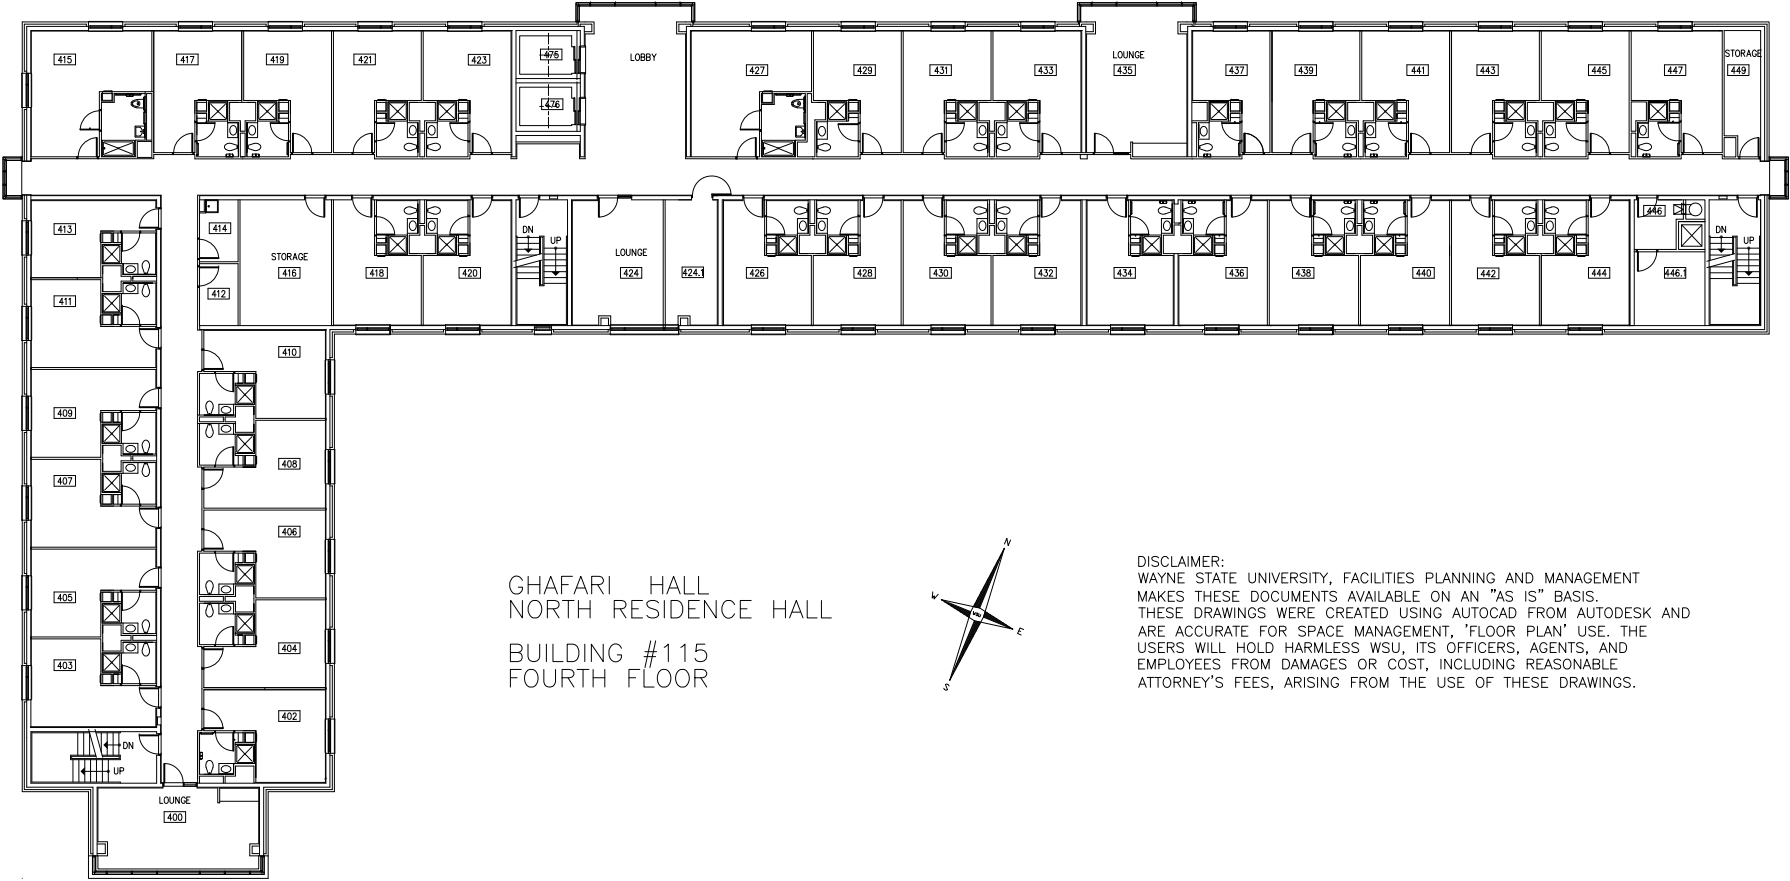 LOBBY
LOUNGE
435
STORAGE
449
415
417
419
421
423
475
476
427
429
431
433
437
439
441
443
445
447
413
414
STORAGE
416
412
418
420
DN
UP
LOUNGE
424
424.1
426
428
430
432
434
436
438
440
442
444
446
446.1
DN
UP
411
410
409
408
407
406
405
404
403
402
DN
UP
LOUNGE
400
GHAFARI HALL
NORTH RESIDENCE HALL
BUILDING #115
FOURTH FLOOR
N
W
WSU
E
S
DISCLAIMER:
WAYNE STATE UNIVERSITY, FACILITIES PLANNING AND MANAGEMENT
MAKES THESE DOCUMENTS AVAILABLE ON AN "AS IS" BASIS.
THESE DRAWINGS WERE CREATED USING AUTOCAD FROM AUTODESK AND
ARE ACCURATE FOR SPACE MANAGEMENT, 'FLOOR PLAN' USE. THE
USERS WILL HOLD HARMLESS WSU, ITS OFFICERS, AGENTS, AND
EMPLOYEES FROM DAMAGES OR COST, INCLUDING REASONABLE
ATTORNEY'S FEES, ARISING FROM THE USE OF THESE DRAWINGS.